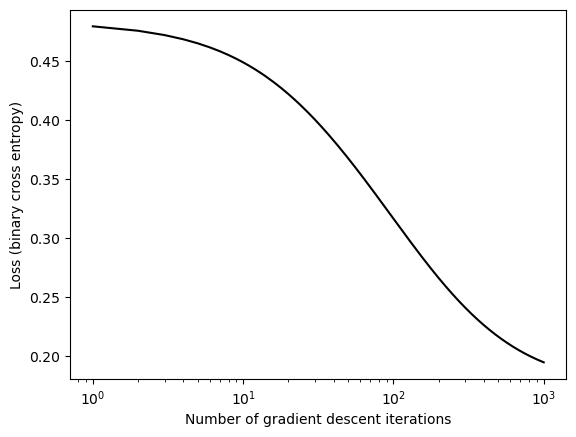 Loss (binary cross entropy)
0.45
0.40
0.35
0.30
0.25
0.20
10⁰ 10¹ 10² 10³
Number of gradient descent iterations